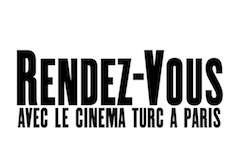 RENDEZ-VOUS
AVEC LE CINEMA TURC A PARIS